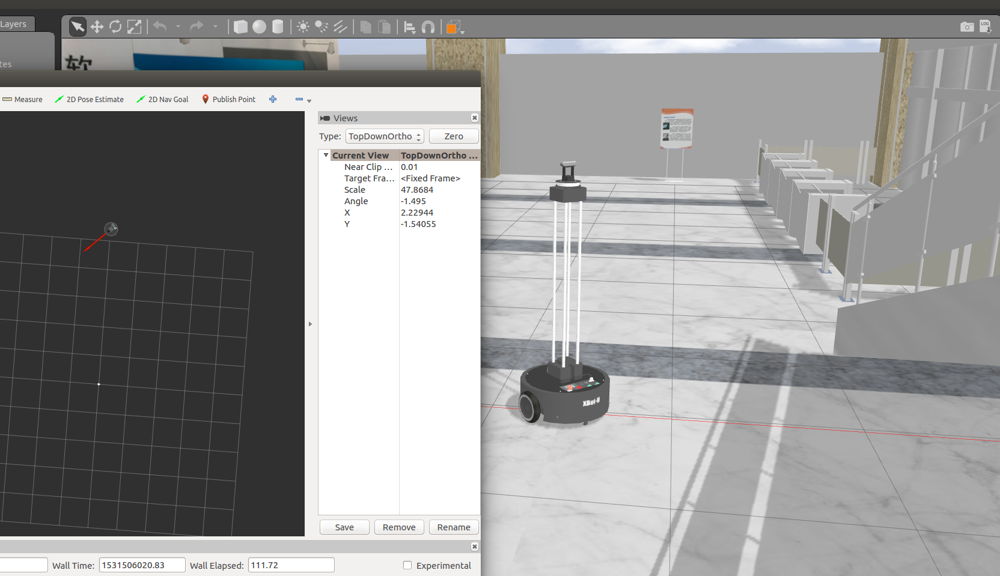 Layers
tes
LOG
软
Measure
2D Pose Estimate
2D Nav Goal
Publish Point
Views
Type:
TopDownOrtho
Zero
Current View
TopDownOrtho ...
Near Clip ...
0.01
Target Fra...
<Fixed Frame>
Scale
47.8684
Angle
-1.495
X
2.22944
Y
-1.54055
Save
Remove
Rename
Wall Time:
1531506020.83
Wall Elapsed:
111.72
Experimental
XBot-U